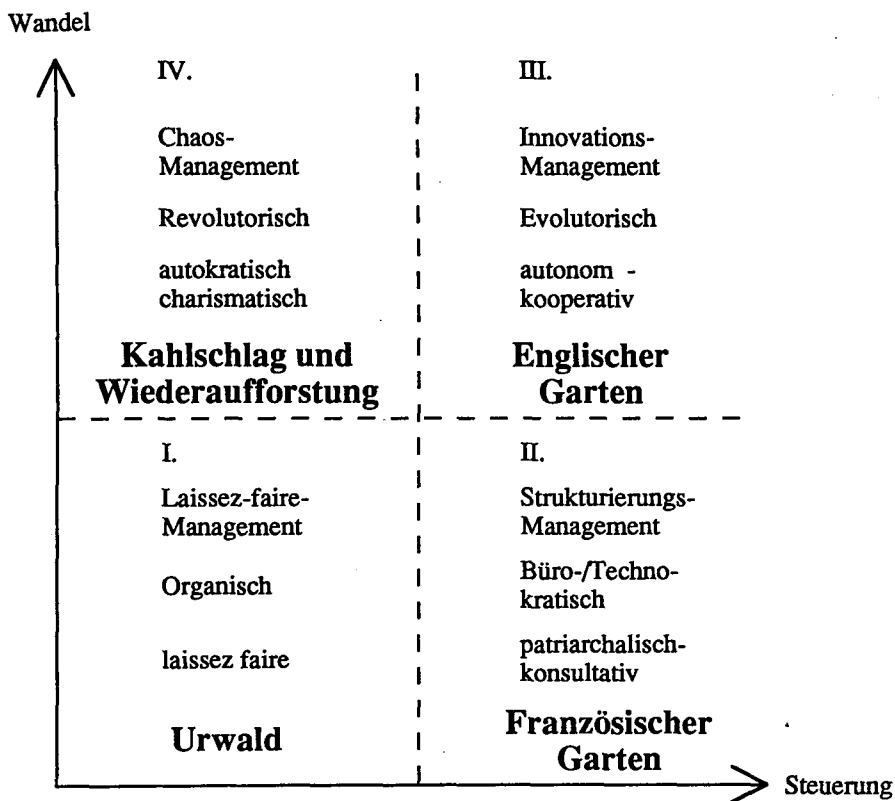 Wandel
IV.
Chaos-
Management
Revolutorisch
autokratisch
charismatisch
Kahlschlag und
Wiederaufforstung
III.
Innovations-
Management
Evolutorisch
autonom -
kooperativ
Englischer
Garten
I.
Laissez-faire-
Management
Organisch
laissez faire
Urwald
II.
Strukturierungs-
Management
Büro-/Techno-
kratisch
patriarchalisch-
konsultativ
Französischer
Garten
Steuerung